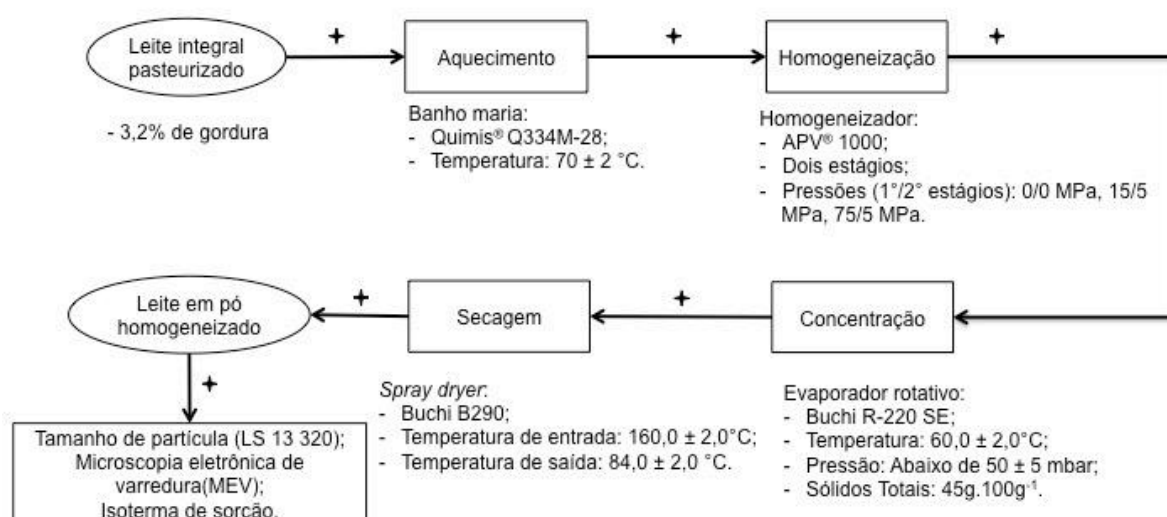 Leite integral
pasteurizado
- 3,2% de gordura
Aquecimento
Banho maria:
- Quimis® Q334M-28;
- Temperatura: 70 ± 2 °C.
Homogeneização
Homogeneizador:
- APV® 1000;
- Dois estágios;
- Pressões (1°/2° estágios): 0/0 MPa, 15/5
MPa, 75/5 MPa.
Concentração
Evaporador rotativo:
- Buchi R-220 SE;
- Temperatura: 60,0 ± 2,0°C;
- Pressão: Abaixo de 50 ± 5 mbar;
- Sólidos Totais: 45g.100g⁻¹.
Secagem
Spray dryer:
- Buchi B290;
- Temperatura de entrada: 160,0 ± 2,0°C;
- Temperatura de saída: 84,0 ± 2,0 °C.
Leite em pó
homogeneizado
Tamanho de partícula (LS 13 320);
Microscopia eletrônica de
varredura(MEV);
Isoterma de sorção.